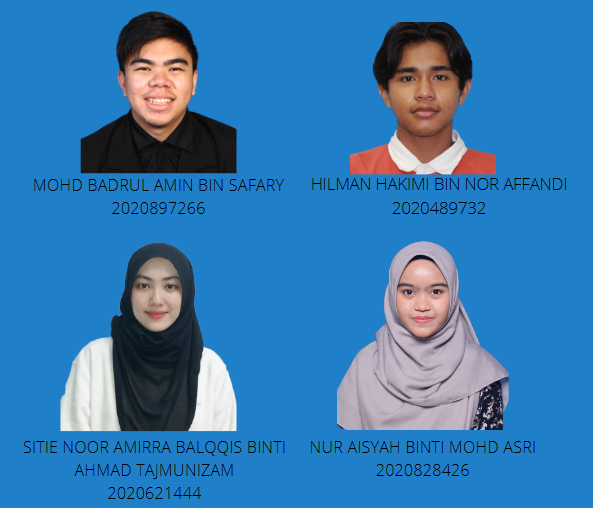 MOHD BADRUL AMIN BIN SAFARY
2020897266
HILMAN HAKIMI BIN NOR AFFANDI
2020489732
SITIE NOOR AMIRRA BALQQIS BINTI
AHMAD TAJMUNIZAM
2020621444
NUR AISYAH BINTI MOHD ASRI
2020828426